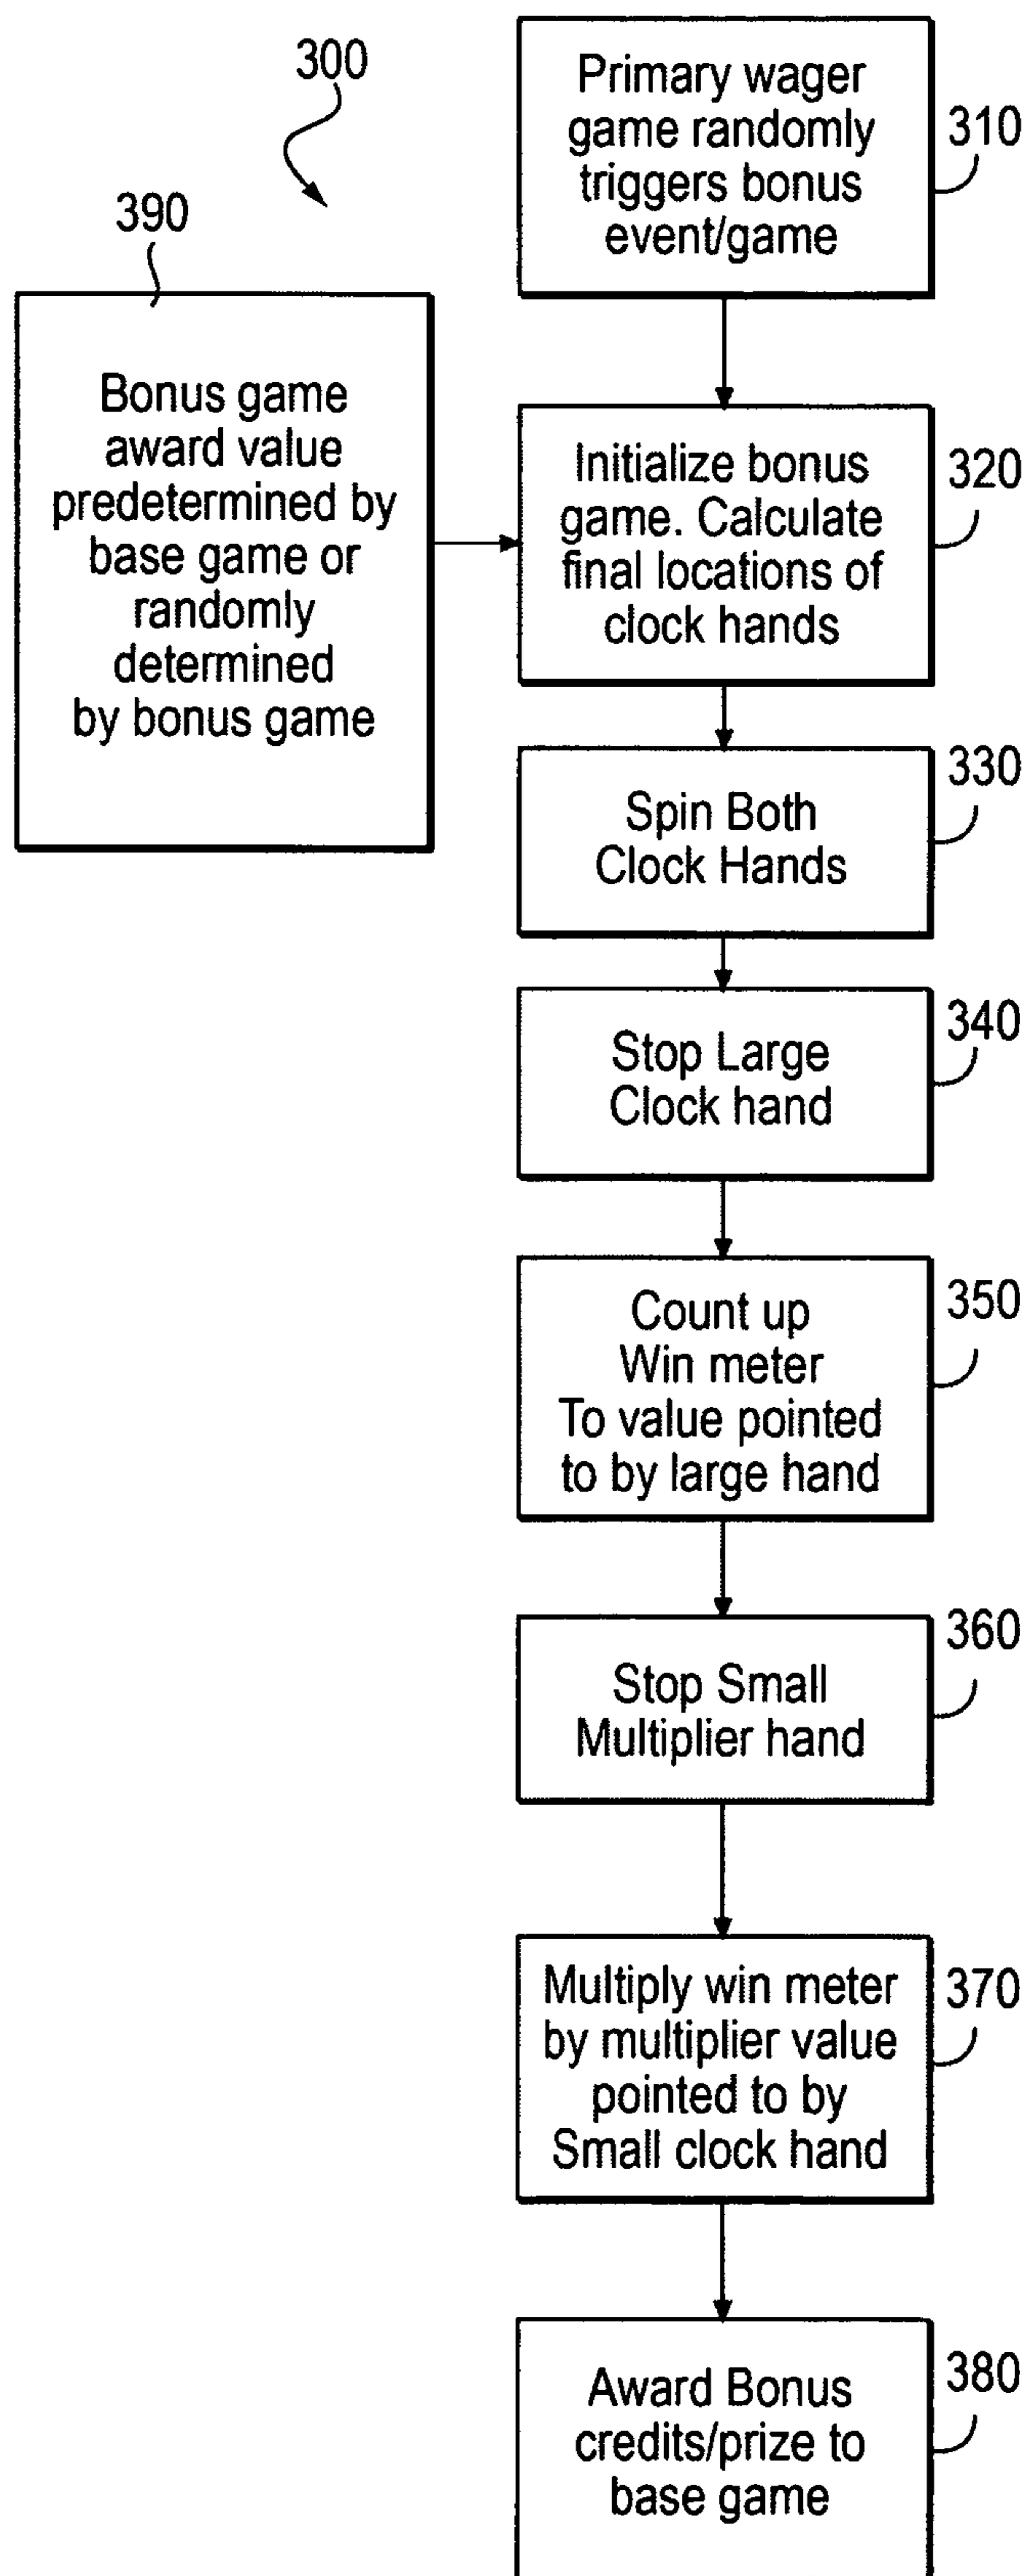 300
Primary wager
game randomly
triggers bonus
event/game
310
390
Bonus game
award value
predetermined by
base game or
randomly
determined
by bonus game
Initialize bonus
game. Calculate
final locations of
clock hands
320
Spin Both
Clock Hands
330
Stop Large
Clock hand
340
Count up
Win meter
To value pointed
to by large hand
350
Stop Small
Multiplier hand
360
Multiply win meter
by multiplier value
pointed to by
Small clock hand
370
Award Bonus
credits/prize to
base game
380